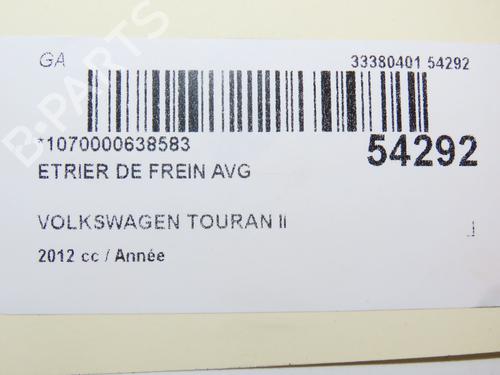 GA 33380401 54292
*1070000638583 54292
ETRIER DE FREIN AVG
VOLKSWAGEN TOURAN II
2012 cc / Année
B-PARTS